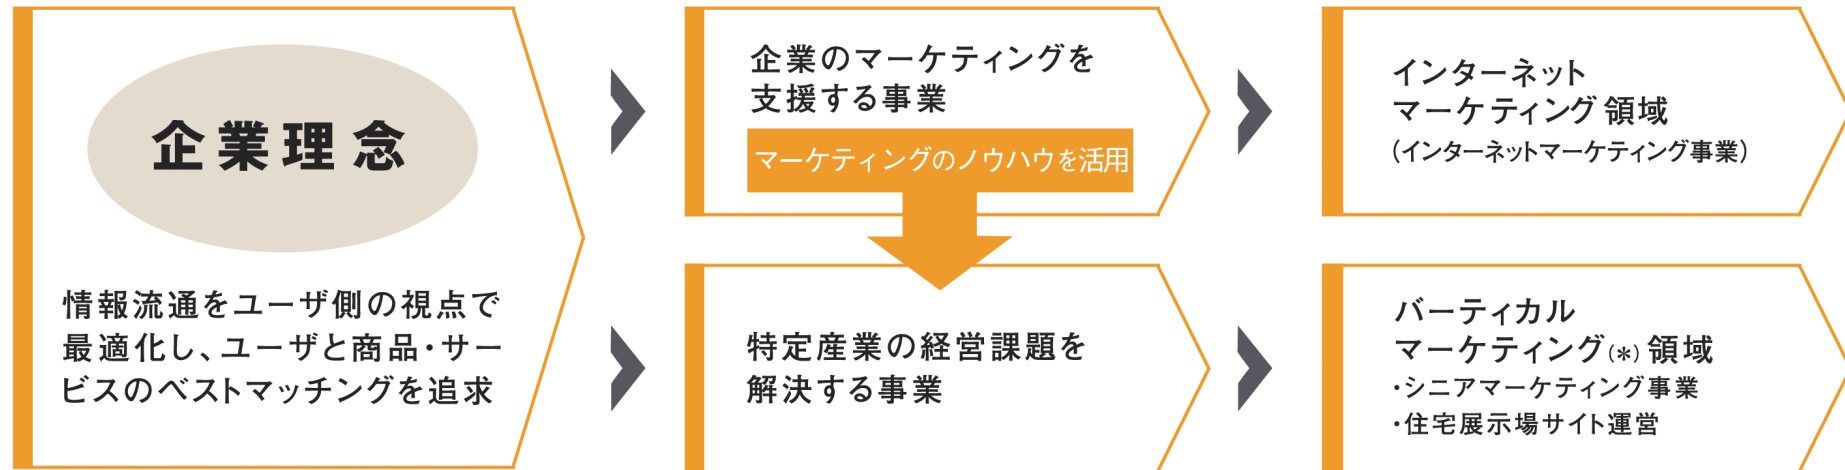 企業理念
情報流通をユーザ側の視点で
最適化し、ユーザと商品・サー
ビスのベストマッチングを追求
企業のマーケティングを
支援する事業
マーケティングのノウハウを活用
特定産業の経営課題を
解決する事業
インターネット
マーケティング領域
(インターネットマーケティング事業)
バーティカル
マーケティング(*)領域
・シニアマーケティング事業
・住宅展示場サイト運営